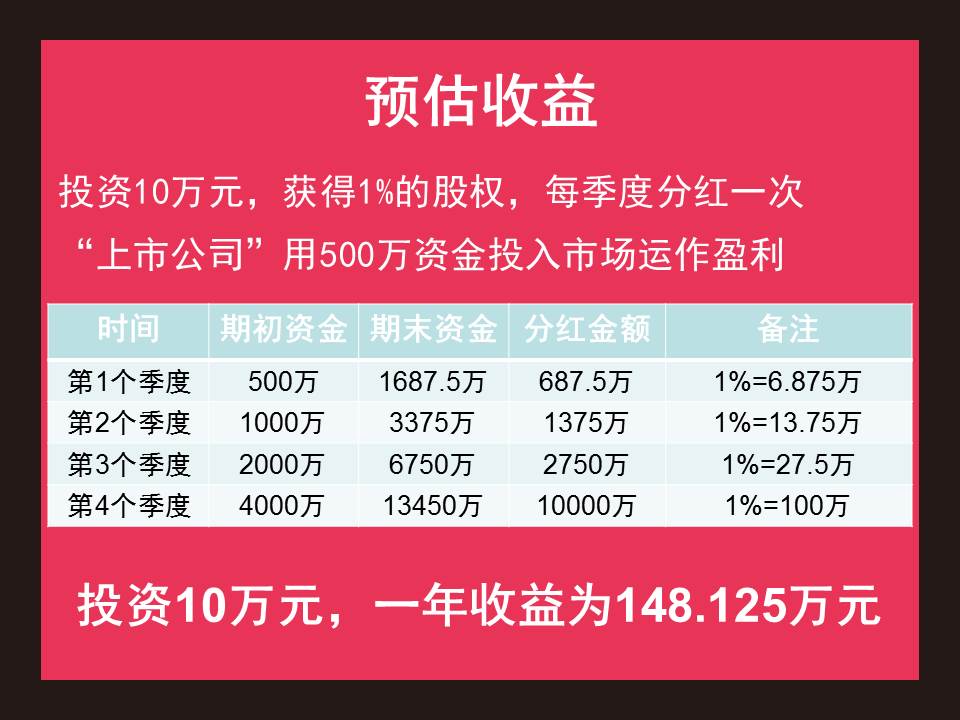 预估收益
投资10万元，获得1%的股权，每季度分红一次
“上市公司”用500万资金投入市场运作盈利
时间 期初资金 期末资金 分红金额 备注
第1个季度 500万 1687.5万 687.5万 1%=6.875万
第2个季度 1000万 3375万 1375万 1%=13.75万
第3个季度 2000万 6750万 2750万 1%=27.5万
第4个季度 4000万 13450万 10000万 1%=100万
投资10万元，一年收益为148.125万元